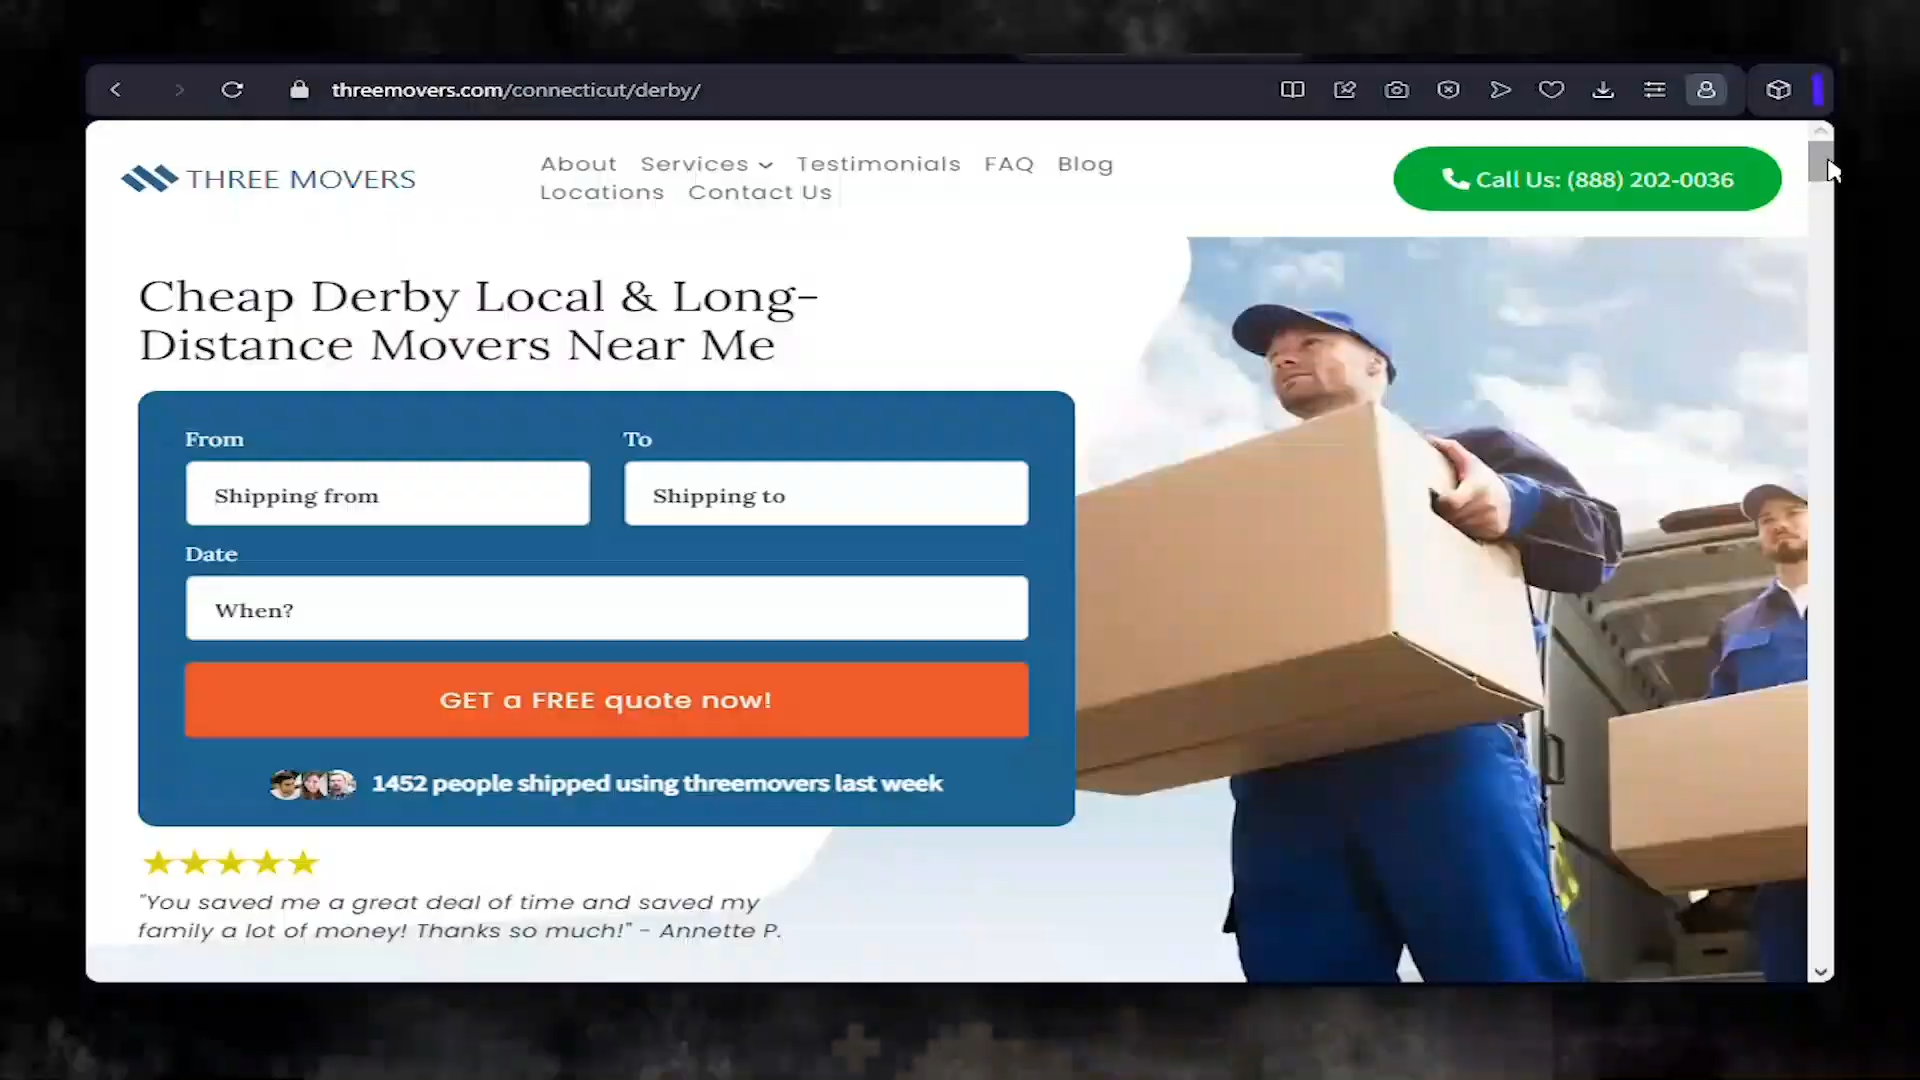 threemovers.com/connecticut/derby/
THREE MOVERS
About Services Testimonials FAQ Blog
Locations Contact Us
Call Us: (888) 202-0036
Cheap Derby Local & Long-
Distance Movers Near Me
From
To
Shipping from
Shipping to
Date
When?
GET a FREE quote now!
1452 people shipped using threemovers last week
"You saved me a great deal of time and saved my
family a lot of money! Thanks so much!" - Annette P.